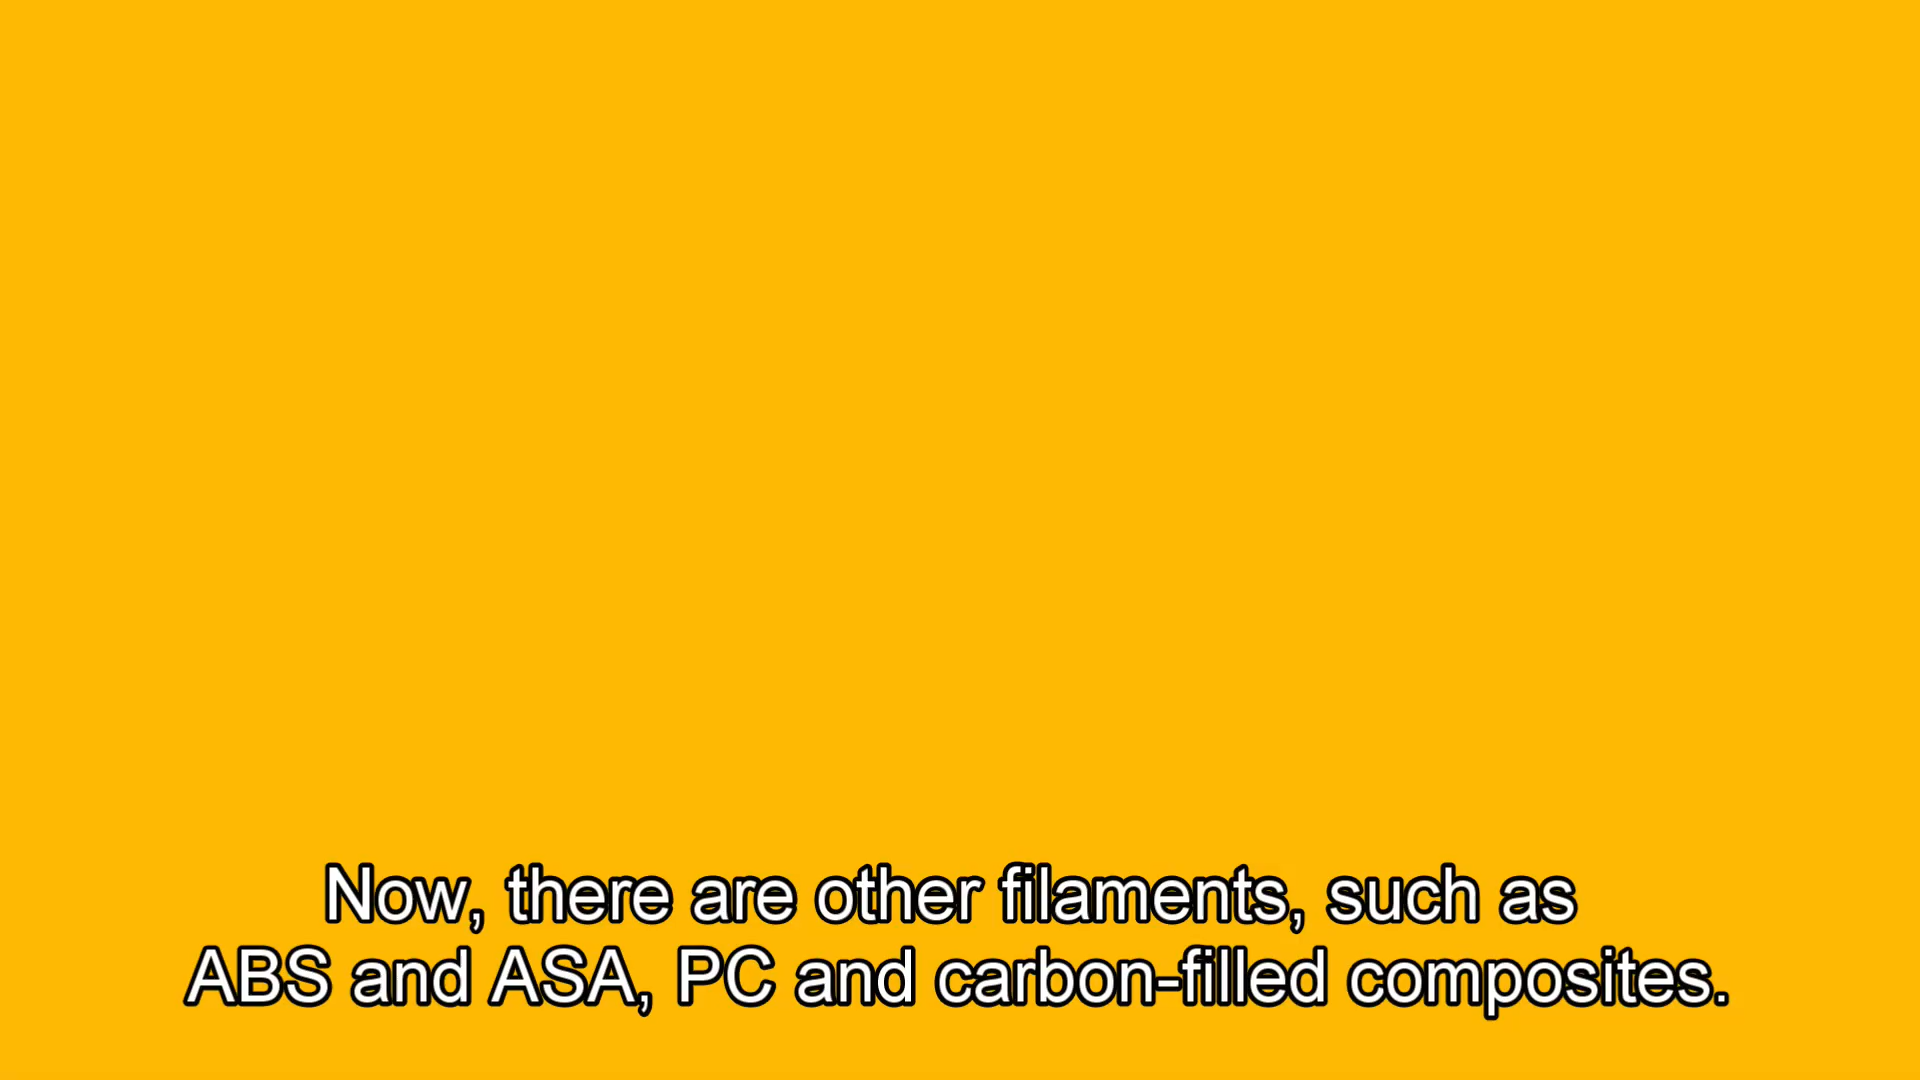 Now, there are other filaments, such as
ABS and ASA, PC and carbon-filled composites.